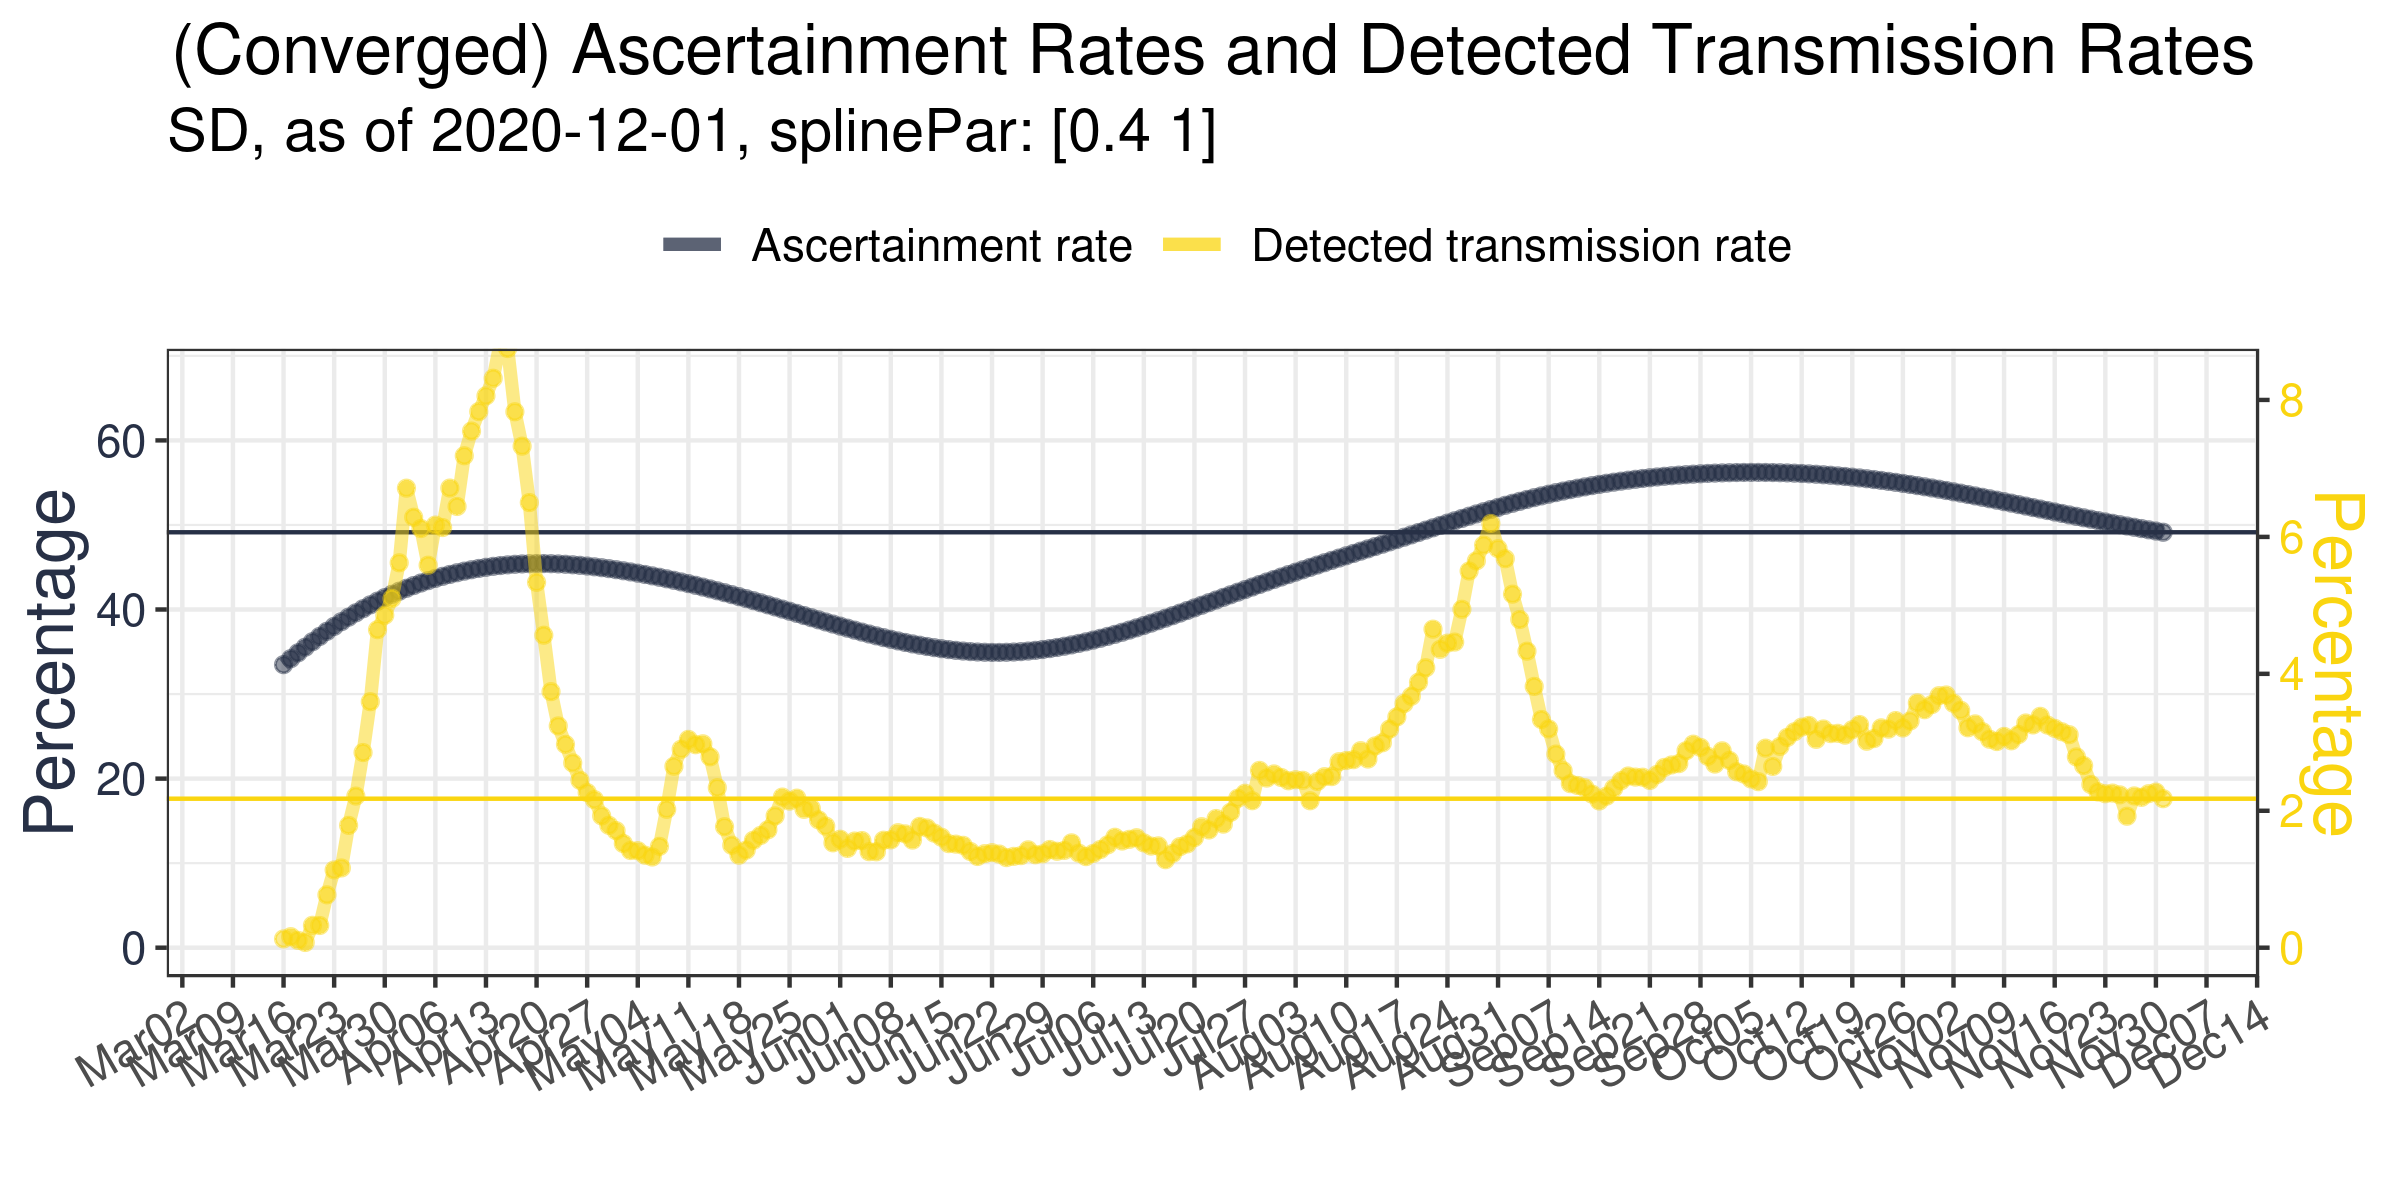 (Converged) Ascertainment Rates and Detected Transmission Rates
SD, as of 2020-12-01, splinePar: [0.4 1]
Ascertainment rate Detected transmission rate
Percentage
60
40
20
0
8
6
4
2
0
Percentage
Mar02
Mar09
Mar16
Mar23
Mar30
Apr06
Apr13
Apr20
Apr27
May04
May11
May18
May25
Jun01
Jun08
Jun15
Jun22
Jun29
Jul06
Jul13
Jul20
Jul27
Aug03
Aug10
Aug17
Aug24
Aug31
Sep07
Sep14
Sep21
Sep28
Oct05
Oct12
Oct19
Oct26
Nov02
Nov09
Nov16
Nov23
Nov30
Dec07
Dec14